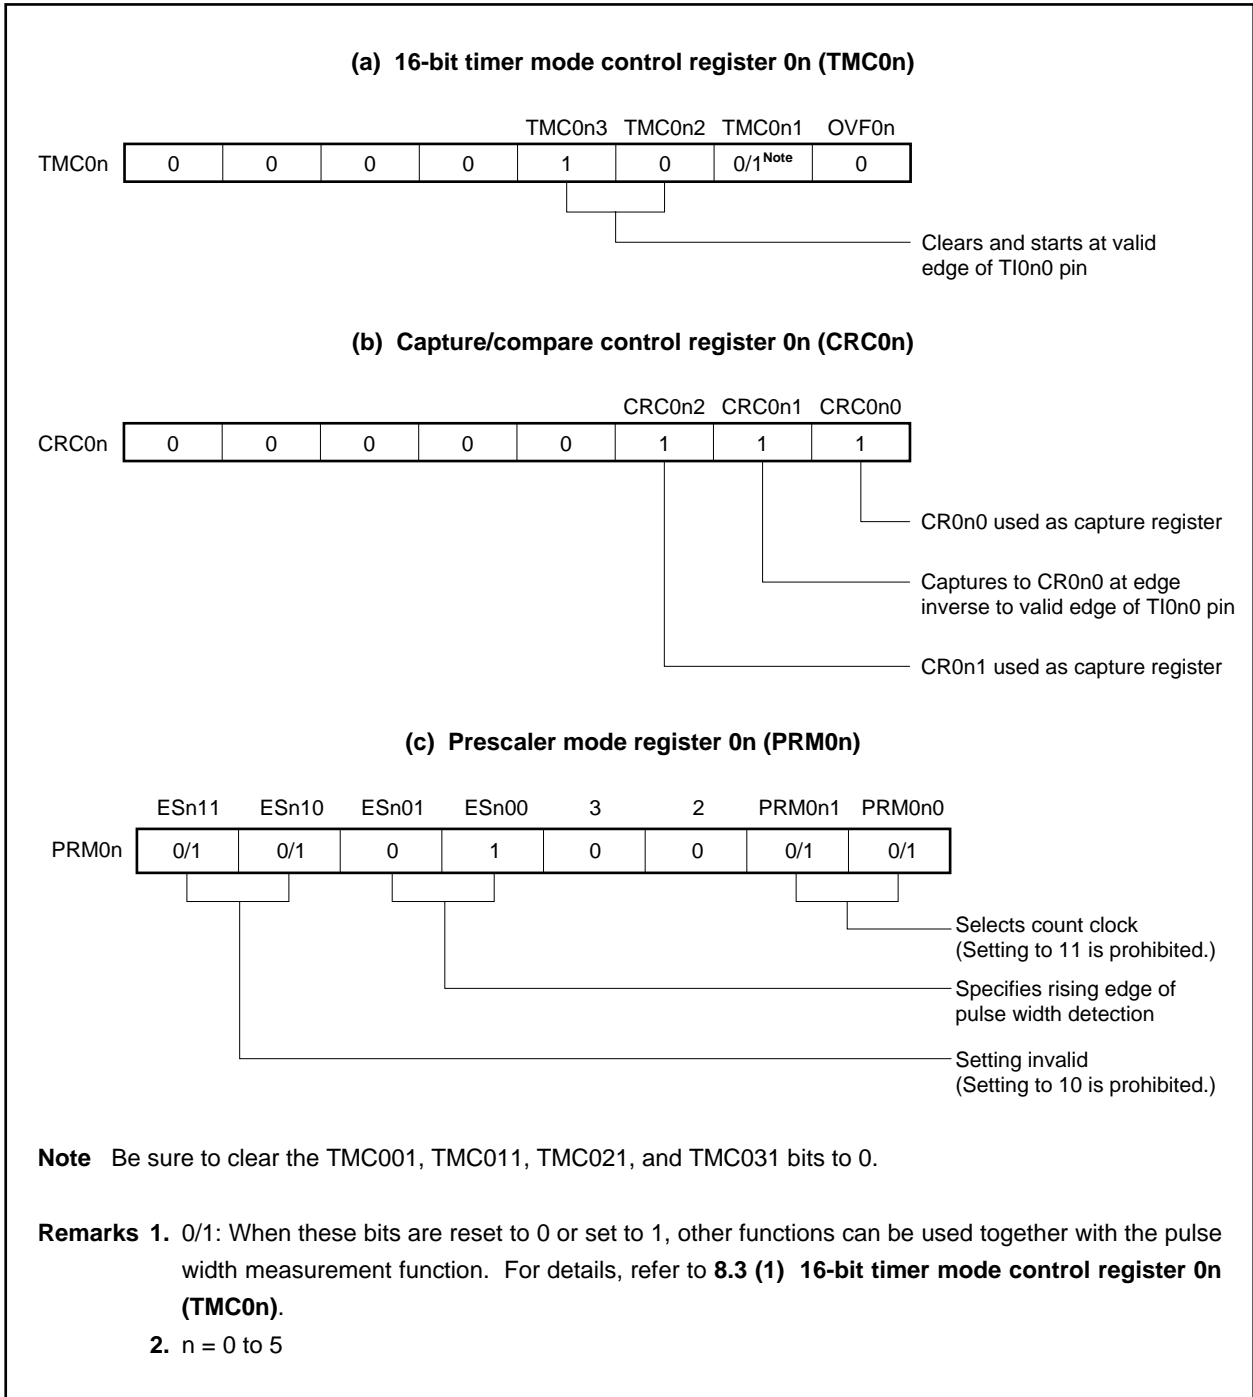 (a) 16-bit timer mode control register 0n (TMC0n)
TMC0n3 TMC0n2 TMC0n1 OVF0n
TMC0n 0 0 0 0 1 0 0/1Note 0
Clears and starts at valid
edge of TI0n0 pin
(b) Capture/compare control register 0n (CRC0n)
CRC0n2 CRC0n1 CRC0n0
CRC0n 0 0 0 0 0 1 1 1
CR0n0 used as capture register
Captures to CR0n0 at edge
inverse to valid edge of TI0n0 pin
CR0n1 used as capture register
(c) Prescaler mode register 0n (PRM0n)
ESn11 ESn10 ESn01 ESn00 3 2 PRM0n1 PRM0n0
PRM0n 0/1 0/1 0 1 0 0 0/1 0/1
Selects count clock
(Setting to 11 is prohibited.)
Specifies rising edge of
pulse width detection
Setting invalid
(Setting to 10 is prohibited.)
Note Be sure to clear the TMC001, TMC011, TMC021, and TMC031 bits to 0.
Remarks 1. 0/1: When these bits are reset to 0 or set to 1, other functions can be used together with the pulse
width measurement function. For details, refer to 8.3 (1) 16-bit timer mode control register 0n
(TMC0n).
2. n = 0 to 5